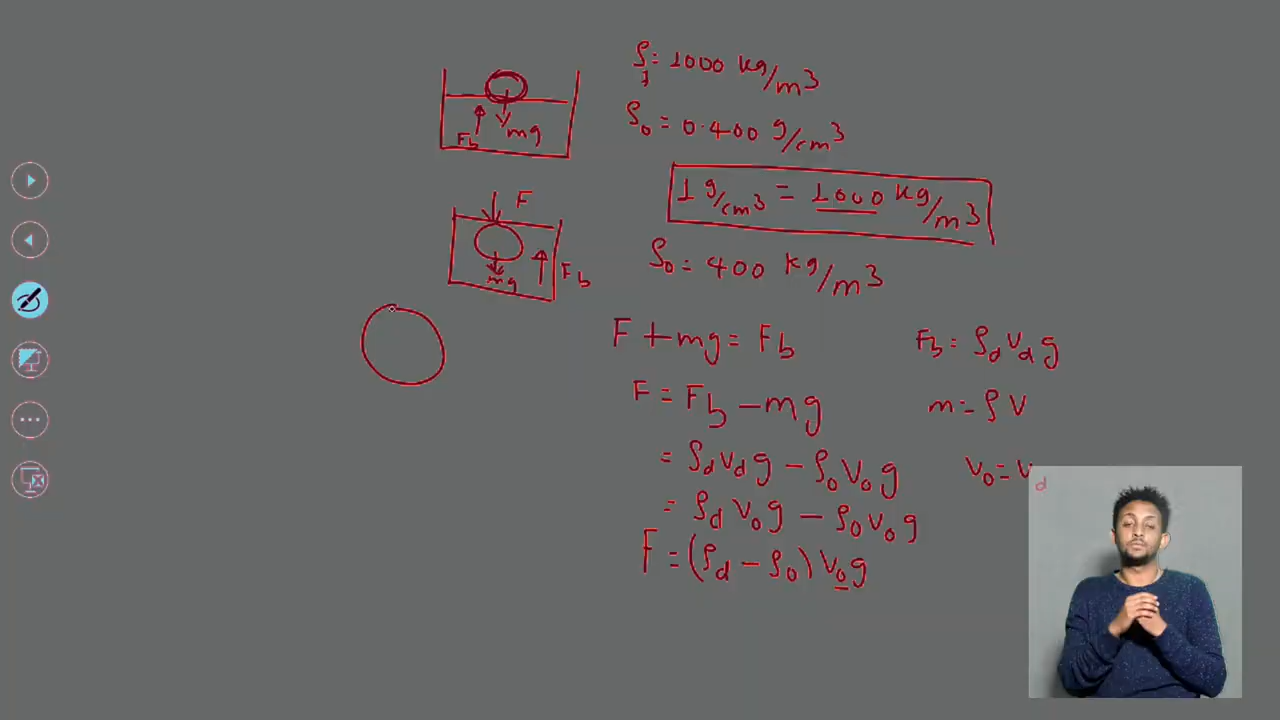 ρf = 1000 kg/m³
mg
Fb
ρo = 0.400 g/cm³
1 g/cm³ = 1000 kg/m³
F
mg
Fb
ρo = 400 kg/m³
F + mg = Fb
Fb = ρd Vd g
F = Fb − mg
m = ρV
= ρd Vd g − ρo Vo g
Vo = Vd
= ρd Vo g − ρo Vo g
F = (ρd − ρo) Vo g